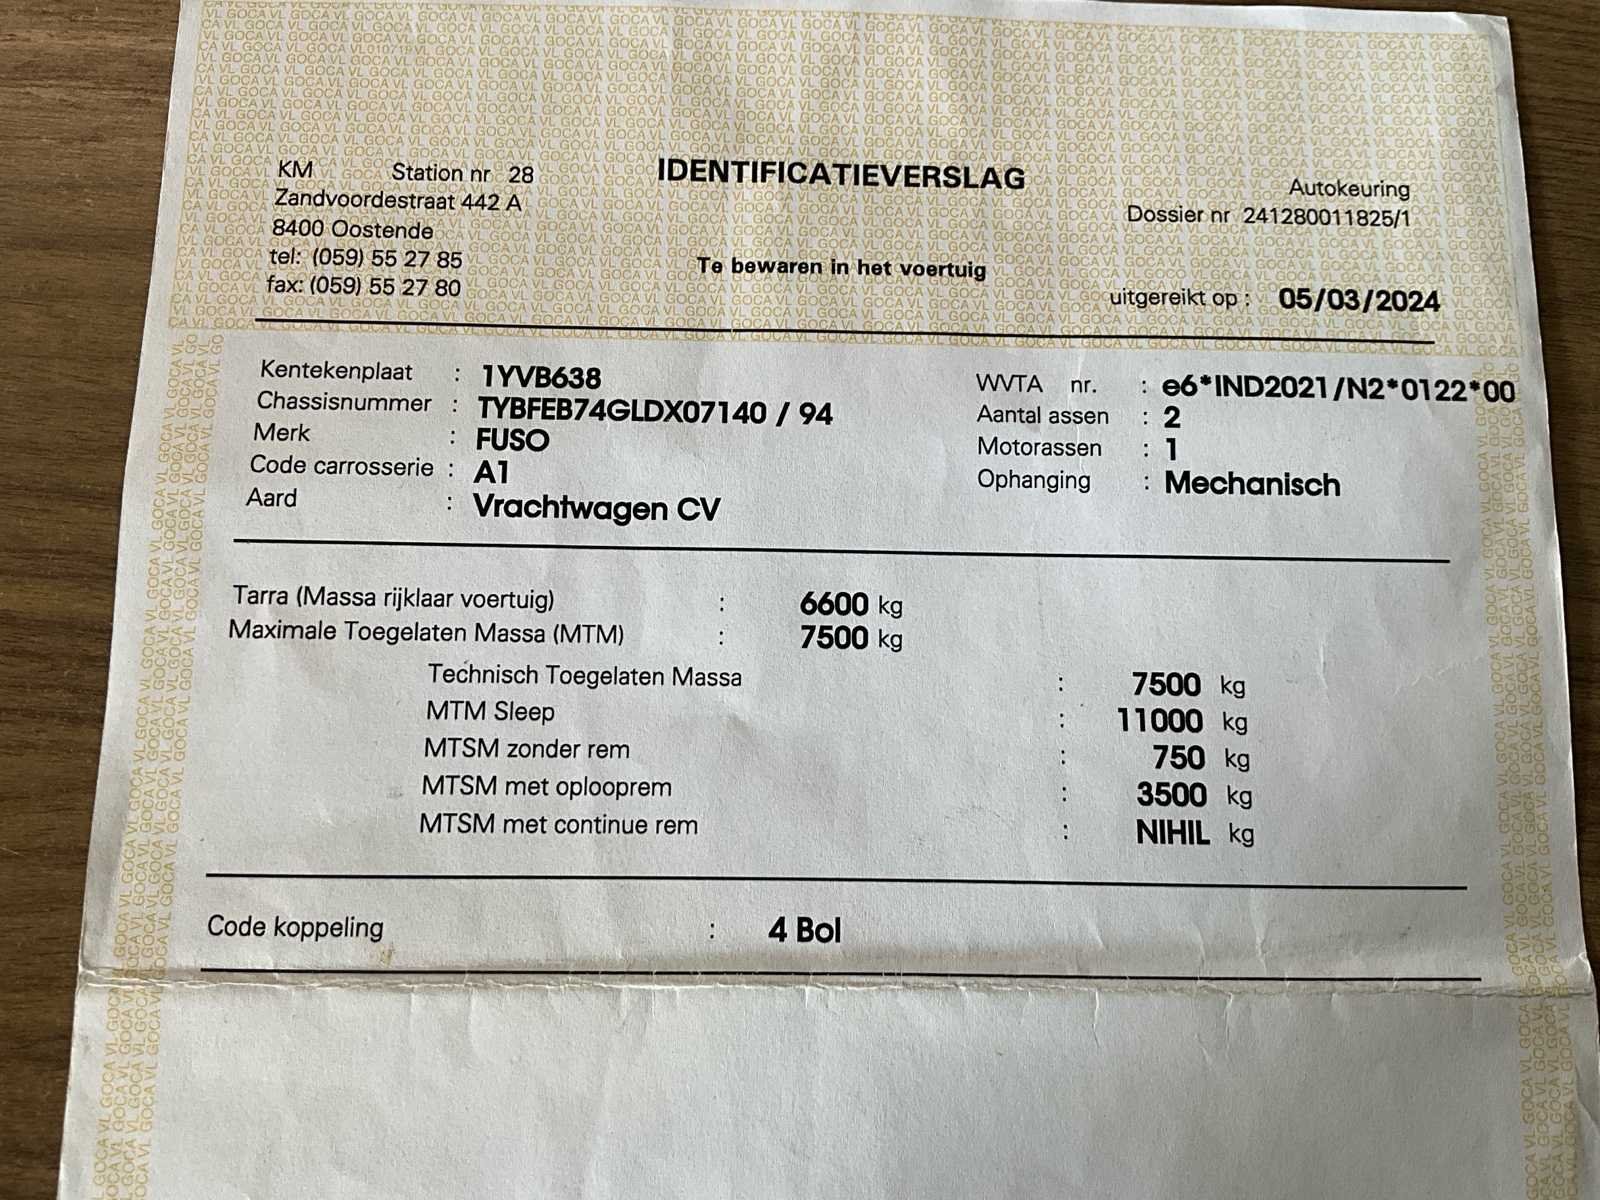 KM Station nr 28
Zandvoordestraat 442 A
8400 Oostende
tel: (059) 55 27 85
fax: (059) 55 27 80
IDENTIFICATIEVERSLAG
Te bewaren in het voertuig
Autokeuring
Dossier nr 241280011825/1
uitgereikt op : 05/03/2024
Kentekenplaat : 1YVB638
Chassisnummer : TYBFEB74GLDX07140 / 94
Merk : FUSO
Code carrosserie : A1
Aard : Vrachtwagen CV
WVTA nr. : e6*IND2021/N2*0122*00
Aantal assen : 2
Motorassen : 1
Ophanging : Mechanisch
Tarra (Massa rijklaar voertuig) : 6600 kg
Maximale Toegelaten Massa (MTM) : 7500 kg
Technisch Toegelaten Massa : 7500 kg
MTM Sleep : 11000 kg
MTSM zonder rem : 750 kg
MTSM met oplooprem : 3500 kg
MTSM met continue rem : NIHIL kg
Code koppeling : 4 Bol